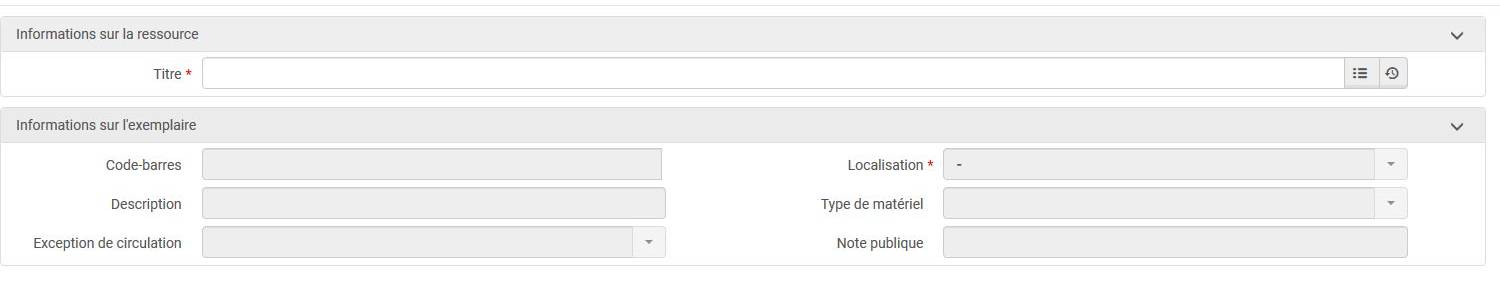 Informations sur la ressource
Titre *
Informations sur l'exemplaire
Code-barres
Localisation * -
Description
Type de matériel
Exception de circulation
Note publique